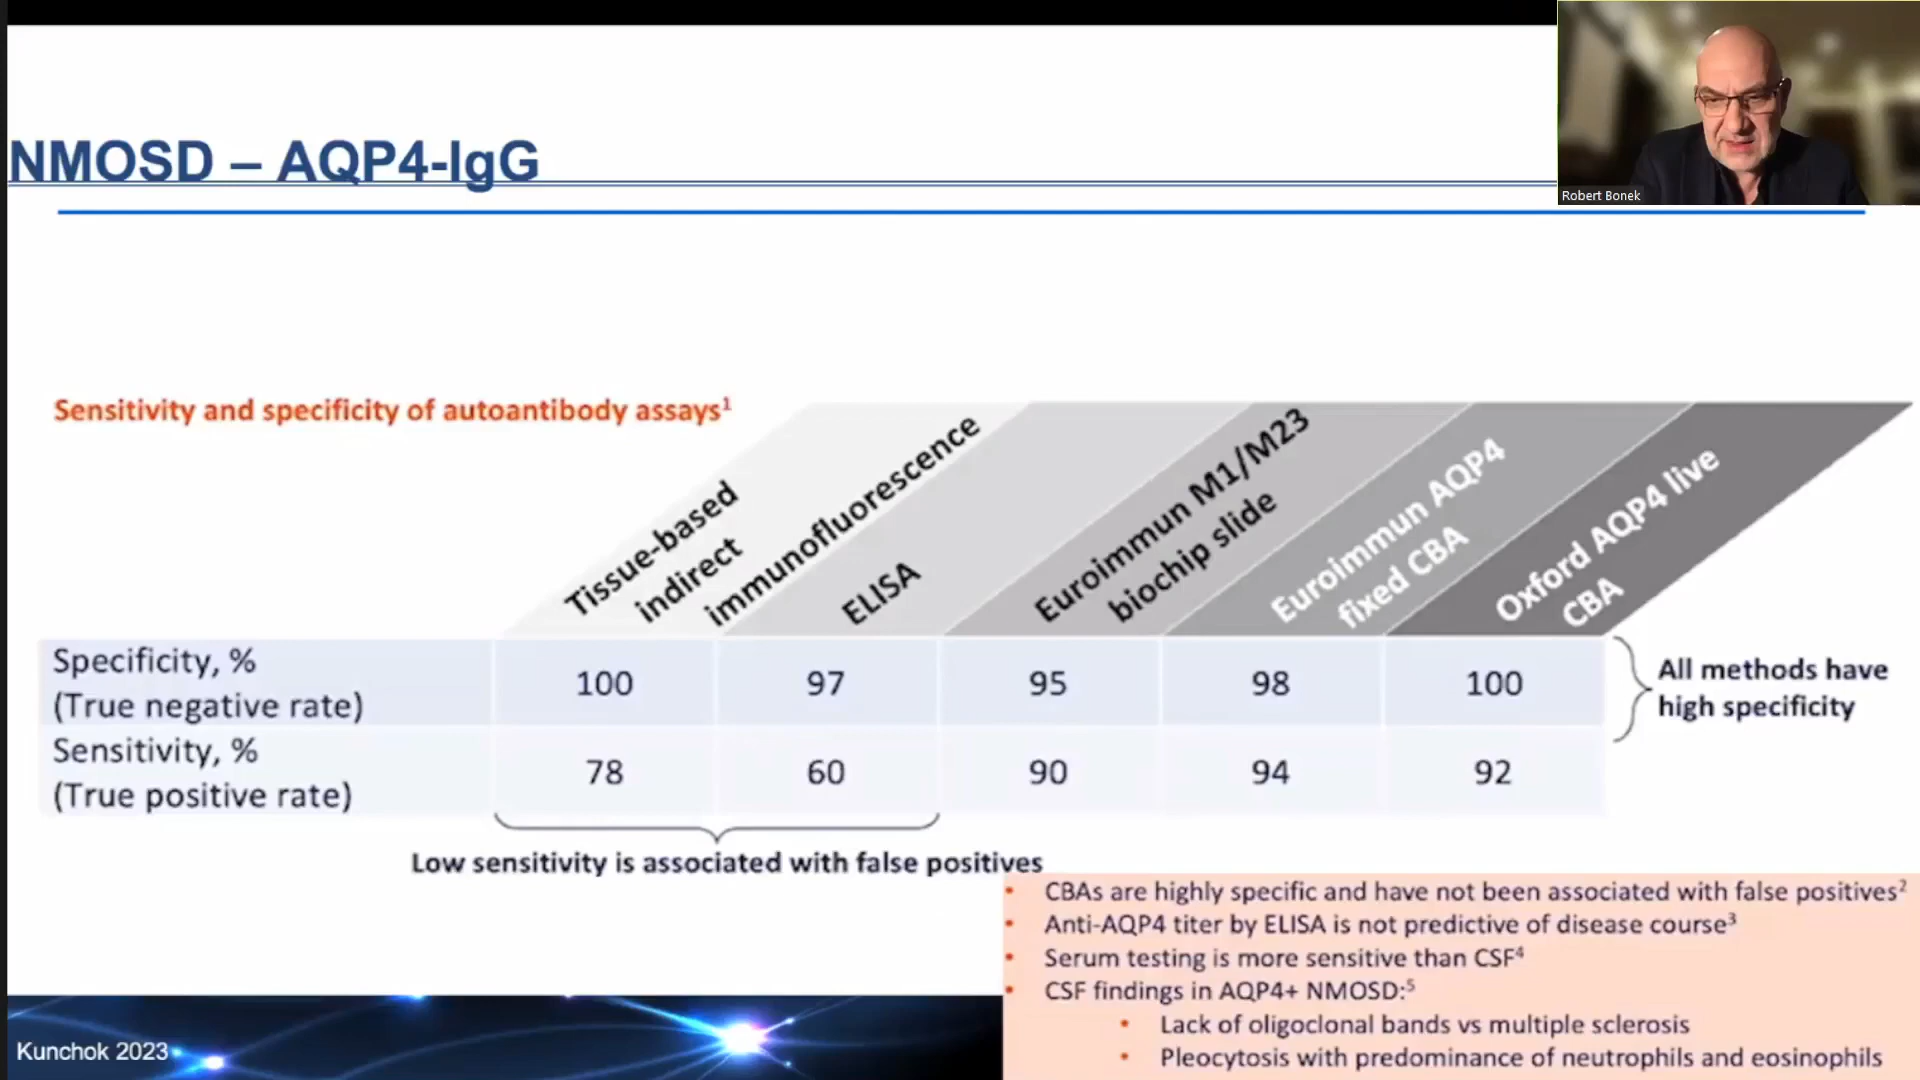 Robert Bonek
NMOSD – AQP4-IgG
Sensitivity and specificity of autoantibody assays¹
Tissue-based
indirect
immunofluorescence
ELISA
Euroimmun M1/M23
biochip slide
Euroimmun AQP4
fixed CBA
Oxford AQP4 live
CBA
Specificity, %
(True negative rate)
100 97 95 98 100
All methods have
high specificity
Sensitivity, %
(True positive rate)
78 60 90 94 92
Low sensitivity is associated with false positives
• CBAs are highly specific and have not been associated with false positives²
• Anti-AQP4 titer by ELISA is not predictive of disease course³
• Serum testing is more sensitive than CSF⁴
• CSF findings in AQP4+ NMOSD:⁵
• Lack of oligoclonal bands vs multiple sclerosis
• Pleocytosis with predominance of neutrophils and eosinophils
Kunchok 2023